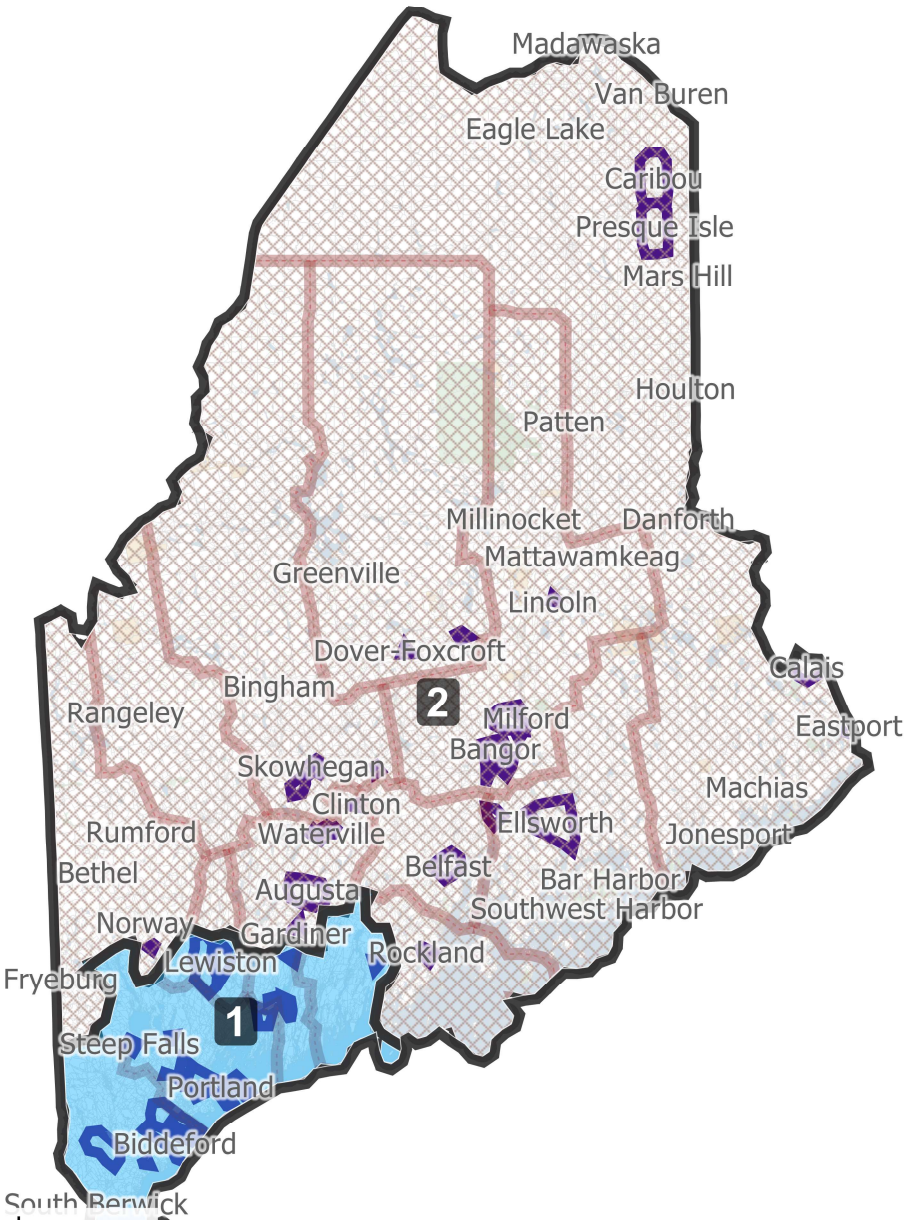 Madawaska
Van Buren
Eagle Lake
Caribou
Presque Isle
Mars Hill
Houlton
Patten
Millinocket
Danforth
Mattawamkeag
Greenville
Lincoln
Dover-Foxcroft
Calais
Bingham
2
Rangeley
Milford
Eastport
Bangor
Skowhegan
Machias
Clinton
Ellsworth
Rumford
Waterville
Jonesport
Belfast
Bethel
Bar Harbor
Augusta
Southwest Harbor
Norway
Gardiner
Rockland
Lewiston
Fryeburg
1
Steep Falls
Portland
Biddeford
South Berwick